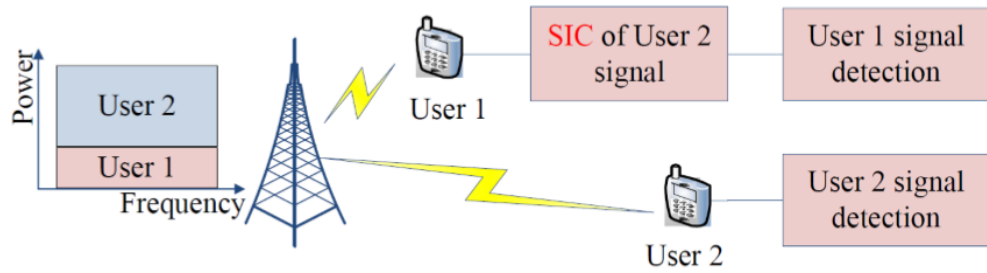 Power
User 2
User 1
Frequency
User 1
SIC of User 2
signal
User 1 signal
detection
User 2
User 2 signal
detection